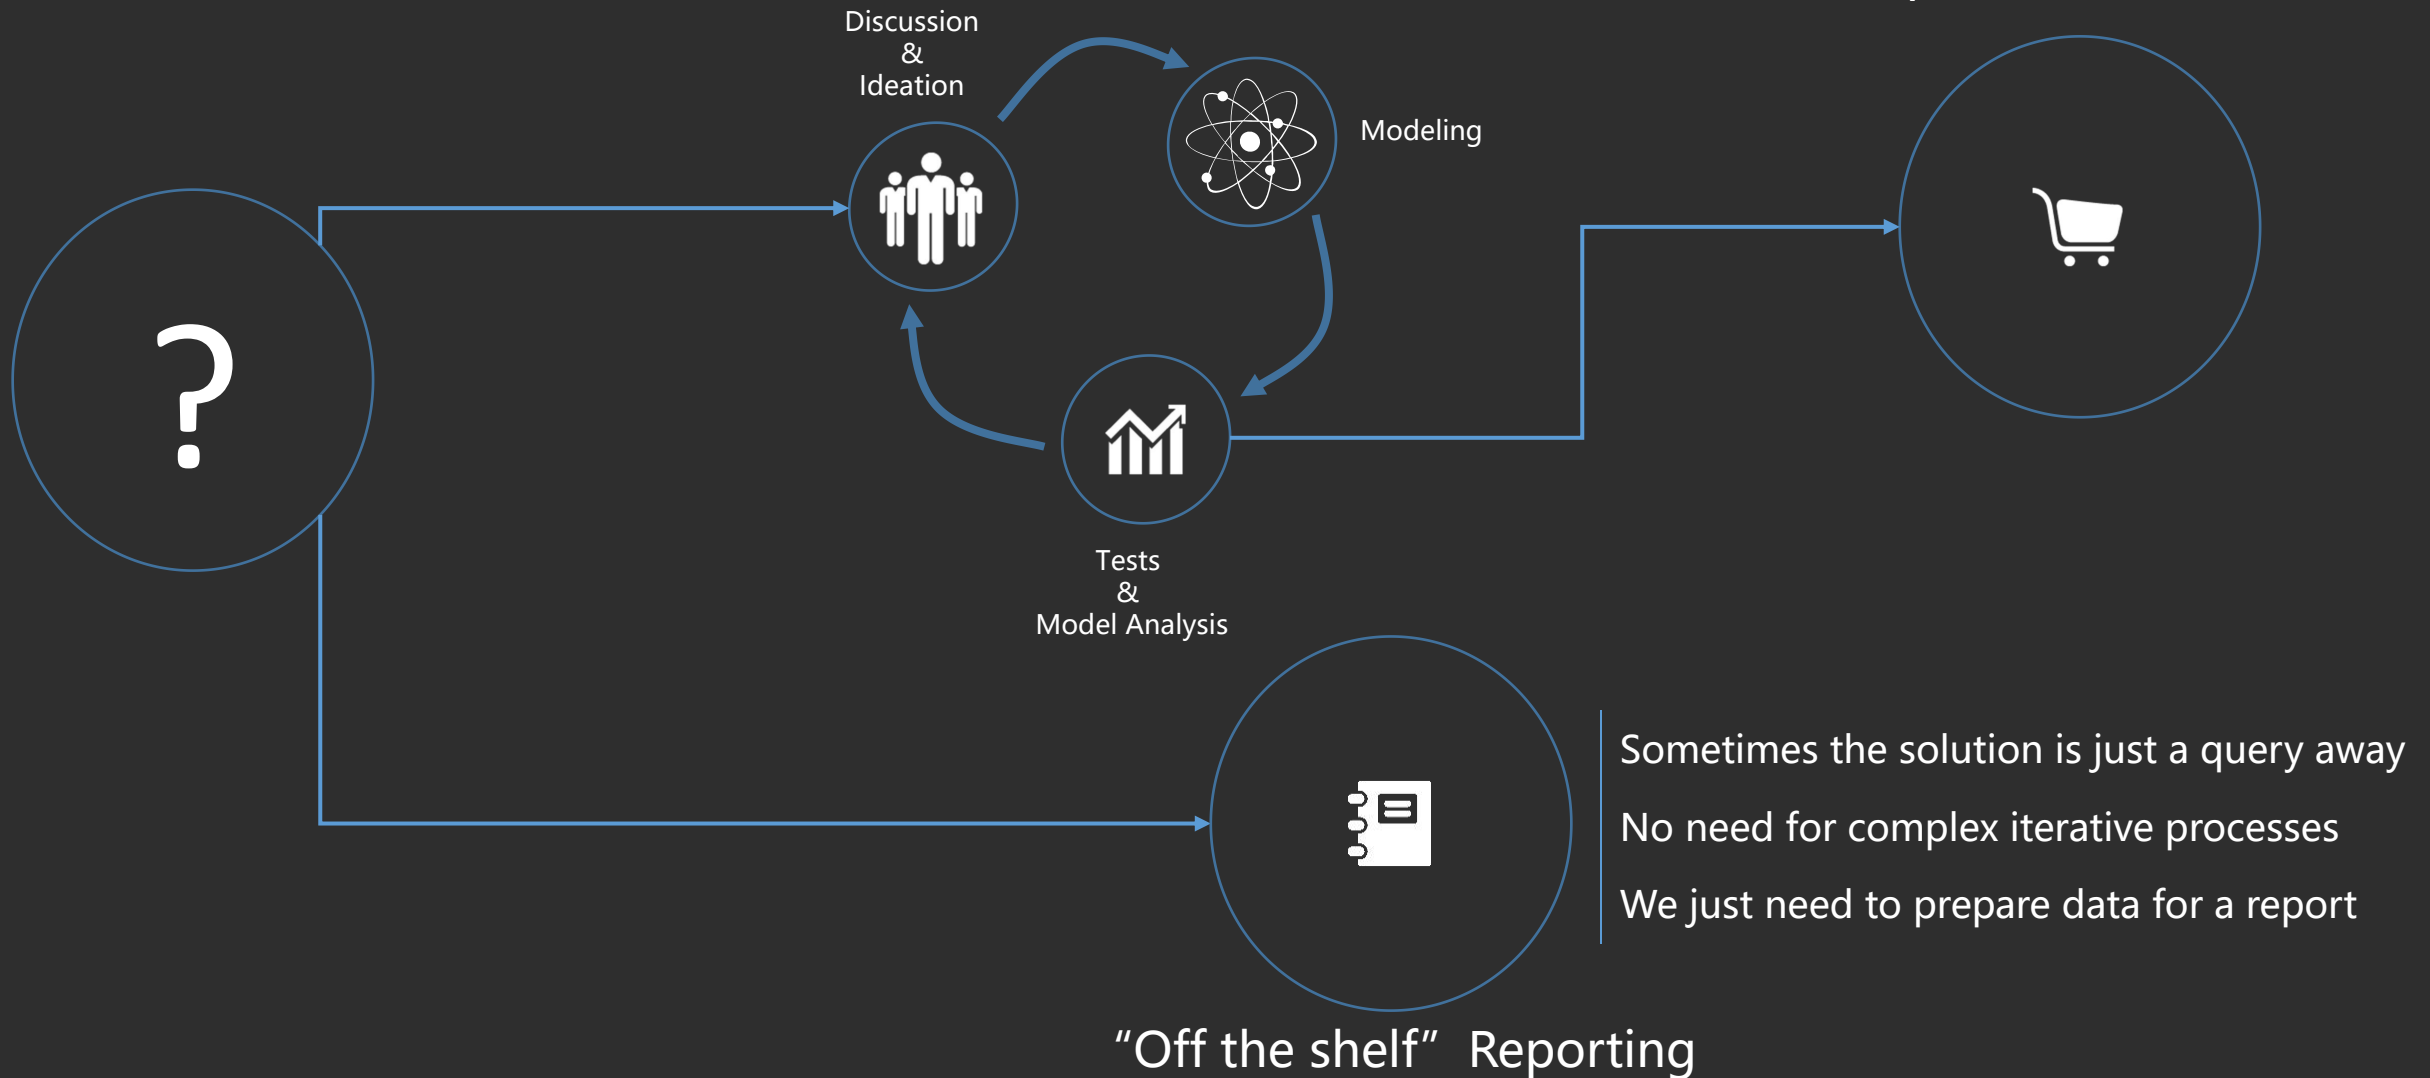 Discussion
&
Ideation
Modeling
?
Tests
&
Model Analysis
Sometimes the solution is just a query away
No need for complex iterative processes
We just need to prepare data for a report
“Off the shelf” Reporting